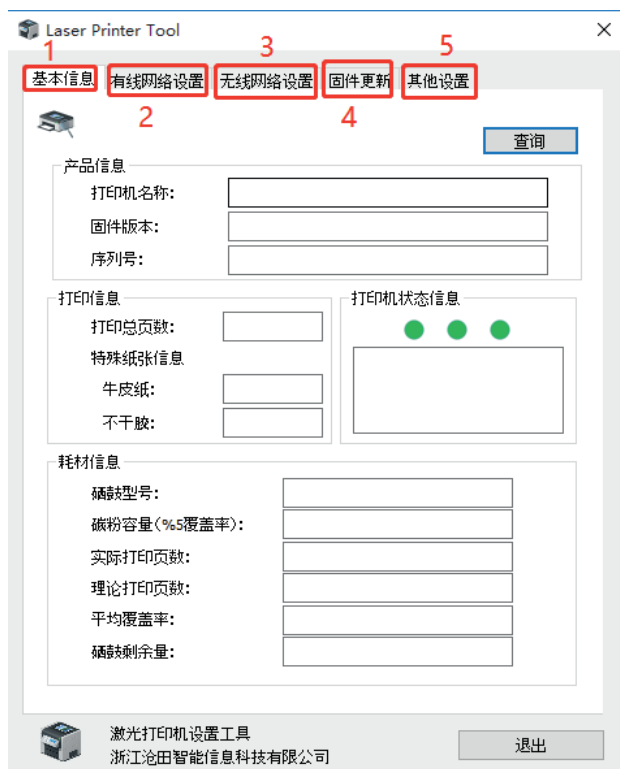 Laser Printer Tool
1 3 5
基本信息 有线网络设置 无线网络设置 固件更新 其他设置
2 4
查询
产品信息
打印机名称:
固件版本:
序列号:
打印信息
打印总页数:
特殊纸张信息
牛皮纸:
不干胶:
打印机状态信息
耗材信息
硒鼓型号:
碳粉容量(%5覆盖率):
实际打印页数:
理论打印页数:
平均覆盖率:
硒鼓剩余量:
激光打印机设置工具
浙江沧田智能信息科技有限公司
退出